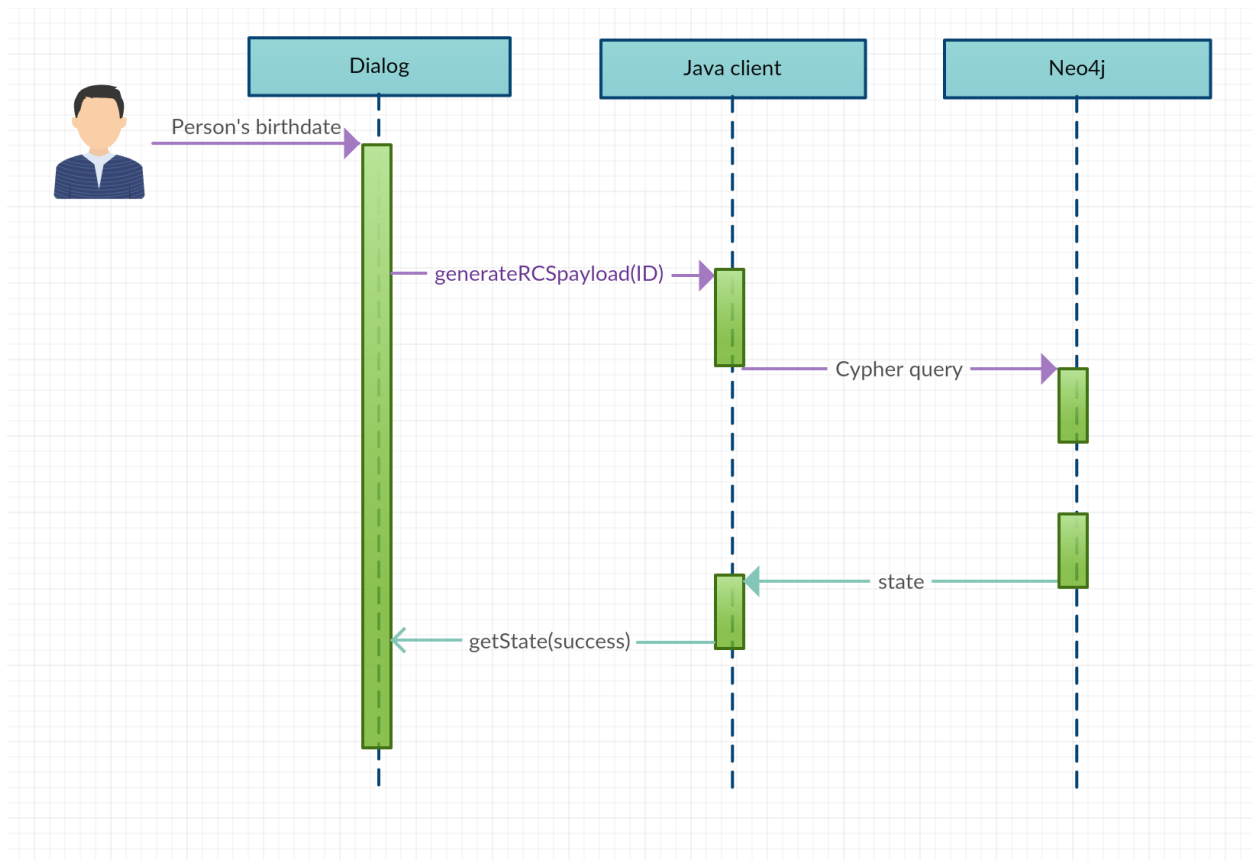 Dialog
Java client
Neo4j
Person's birthdate
generateRCSpayload(ID)
Cypher query
state
getState(success)